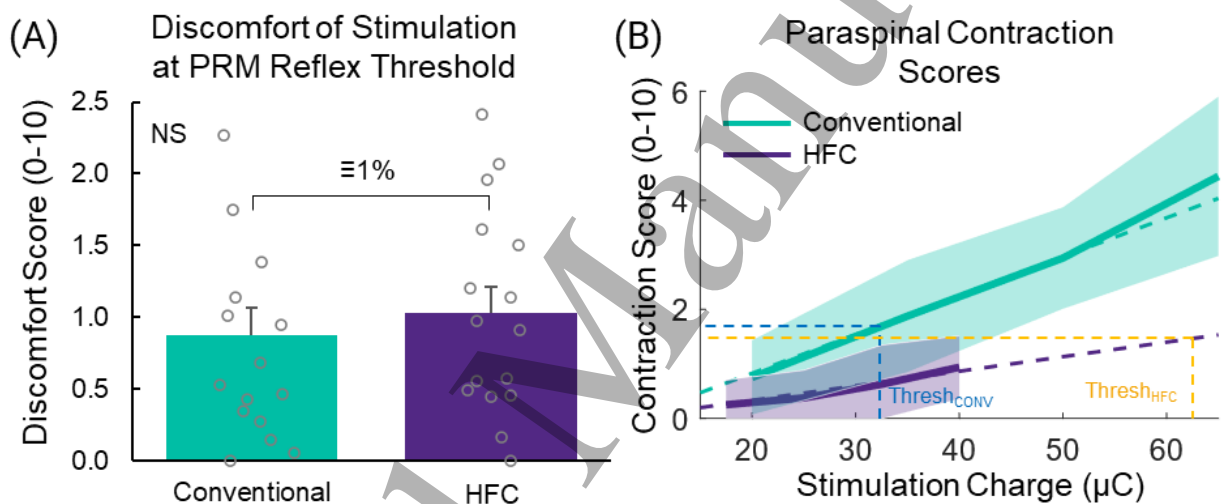 (A)
Discomfort of Stimulation
at PRM Reflex Threshold
Discomfort Score (0-10)
2.5
2.0
1.5
1.0
0.5
0.0
NS
≡1%
Conventional
HFC
(B)
Paraspinal Contraction
Scores
Contraction Score (0-10)
6
4
2
0
Conventional
HFC
Thresh_CONV
Thresh_HFC
20
30
40
50
60
Stimulation Charge (µC)